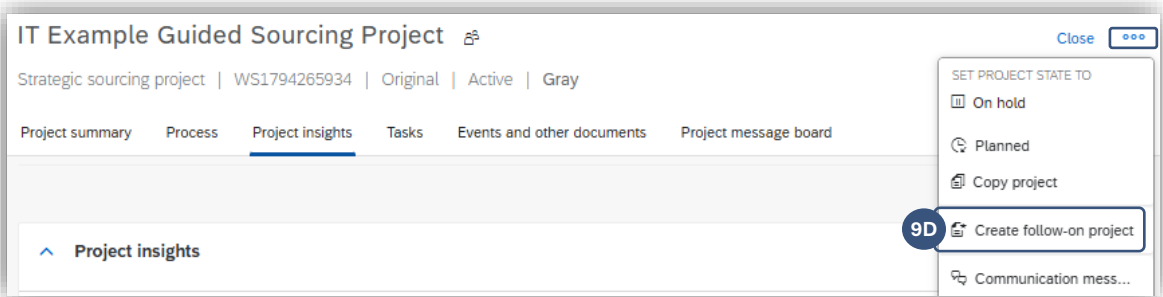 IT Example Guided Sourcing Project
Close
Strategic sourcing project | WS1794265934 | Original | Active | Gray
SET PROJECT STATE TO
On hold
Project summary Process Project insights Tasks Events and other documents Project message board
Planned
Copy project
9D Create follow-on project
Project insights
Communication mess...